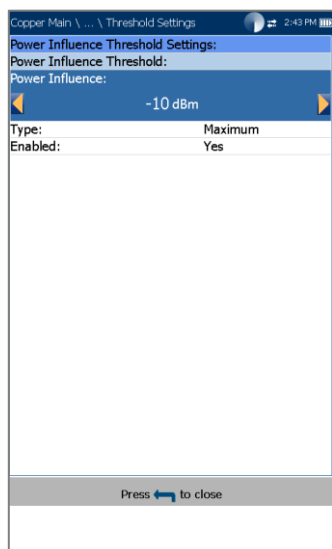 Copper Main \ ... \ Threshold Settings 2:43 PM
Power Influence Threshold Settings:
Power Influence Threshold:
Power Influence:
-10 dBm
Type: Maximum
Enabled: Yes
Press to close